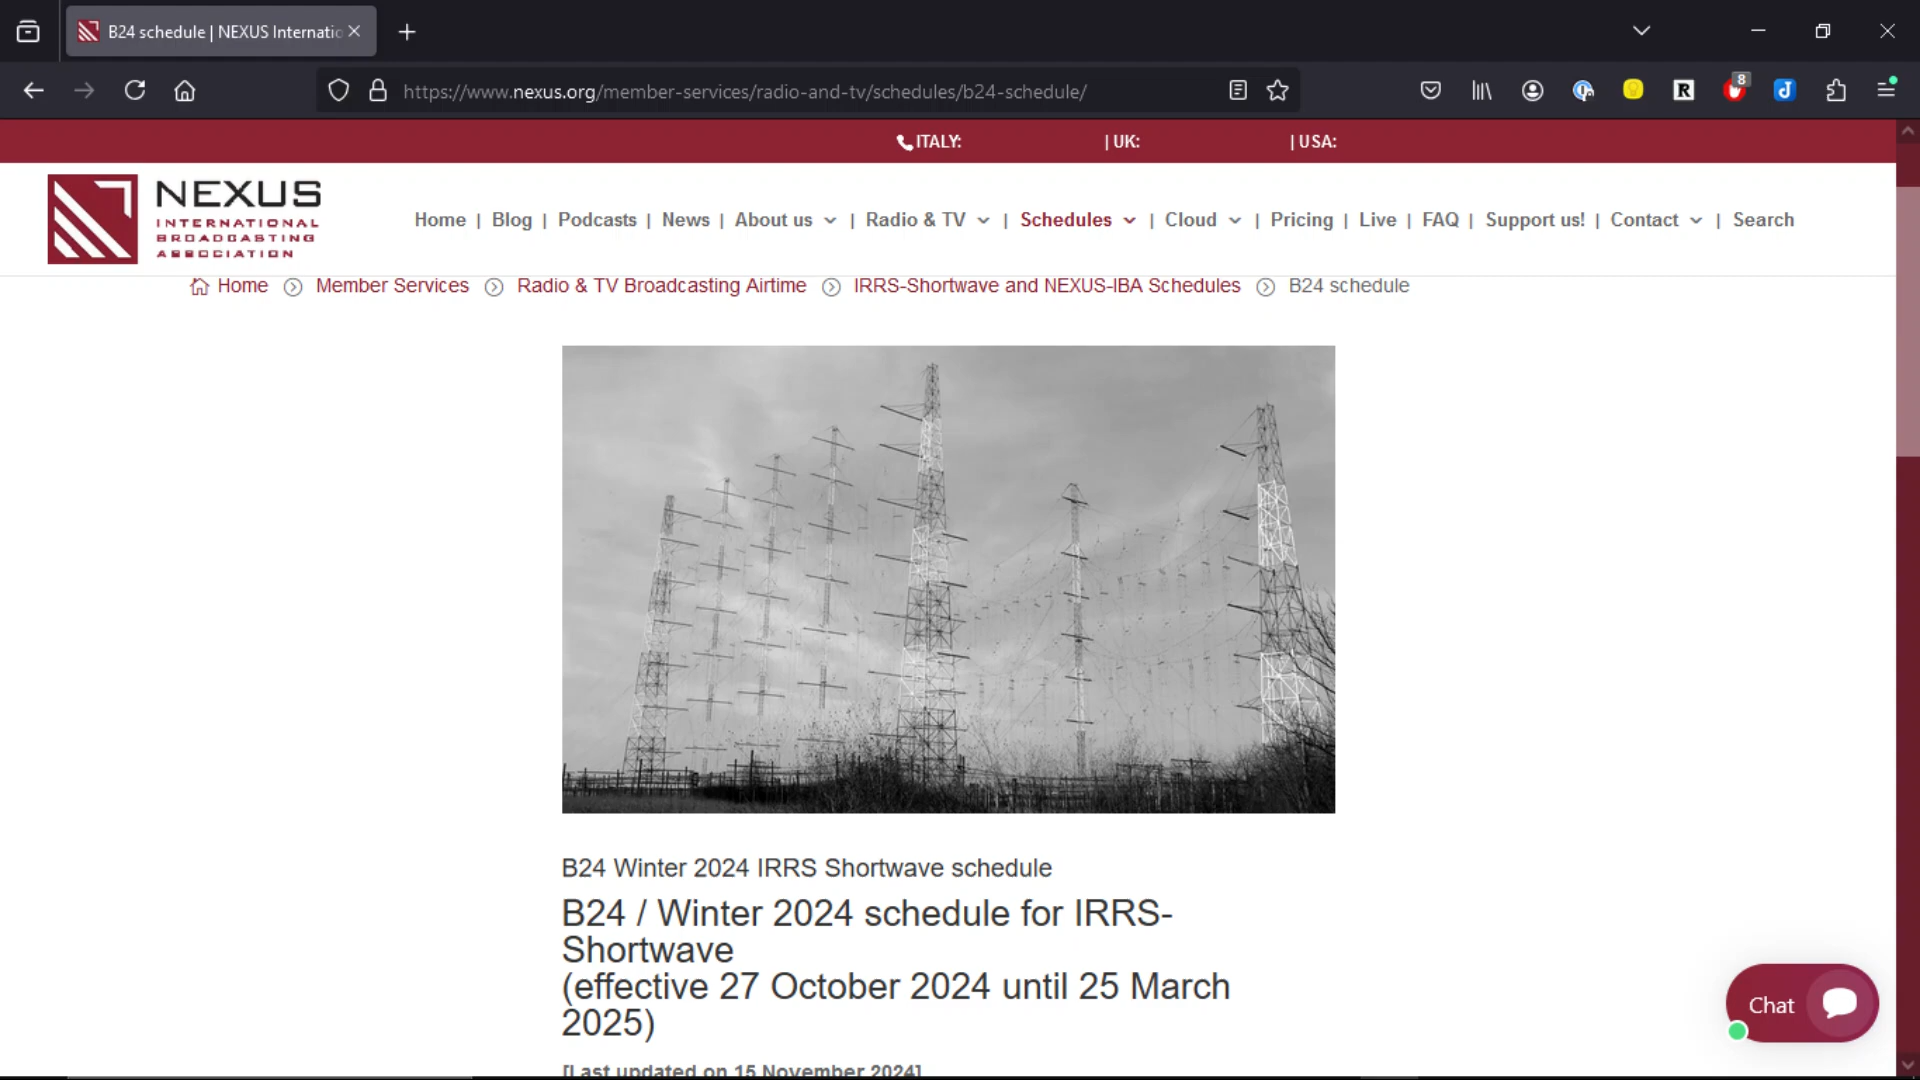 B24 schedule | NEXUS Internatio
https://www.nexus.org/member-services/radio-and-tv/schedules/b24-schedule/
8
ITALY: | UK: | USA:
NEXUS
INTERNATIONAL
BROADCASTING
ASSOCIATION
Home | Blog | Podcasts | News | About us | Radio & TV | Schedules | Cloud | Pricing | Live | FAQ | Support us! | Contact | Search
Home Member Services Radio & TV Broadcasting Airtime IRRS-Shortwave and NEXUS-IBA Schedules B24 schedule
B24 Winter 2024 IRRS Shortwave schedule
B24 / Winter 2024 schedule for IRRS-
Shortwave
(effective 27 October 2024 until 25 March
2025)
[Last updated on 15 November 2024]
Chat